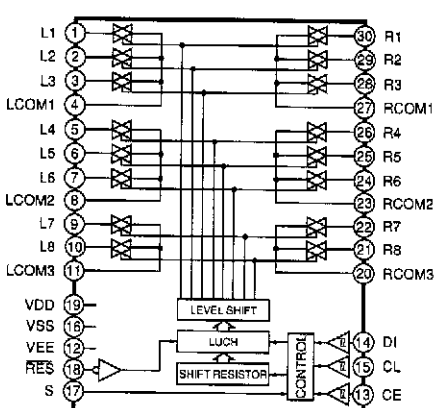 L1 1 30 R1
L2 2 29 R2
L3 3 28 R3
LCOM1 4 27 RCOM1
L4 5 26 R4
L5 6 25 R5
L6 7 24 R6
LCOM2 8 23 RCOM2
L7 9 22 R7
L8 10 21 R8
LCOM3 11 20 RCOM3
VDD 19 LEVEL SHIFT
VSS 16
VEE 12 LUCH CONTROL 14 DI
RES 18 SHIFT RESISTOR 15 CL
S 17 13 CE